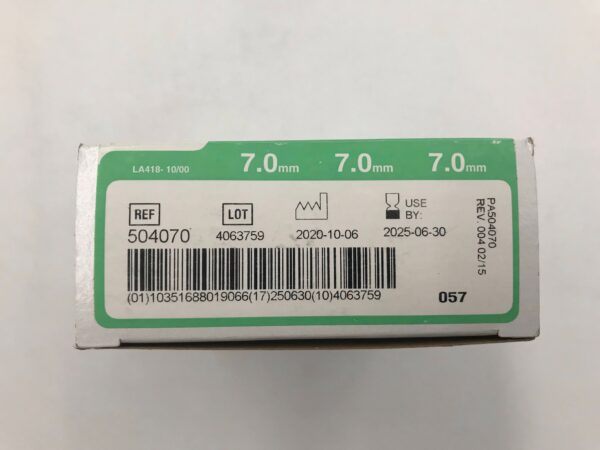 LA418- 10/00 7.0mm 7.0mm 7.0mm
REF LOT USE BY:
504070 4063759 2020-10-06 2025-06-30
(01)10351688019066(17)250630(10)4063759
057
PA504070
REV. 004 02/15